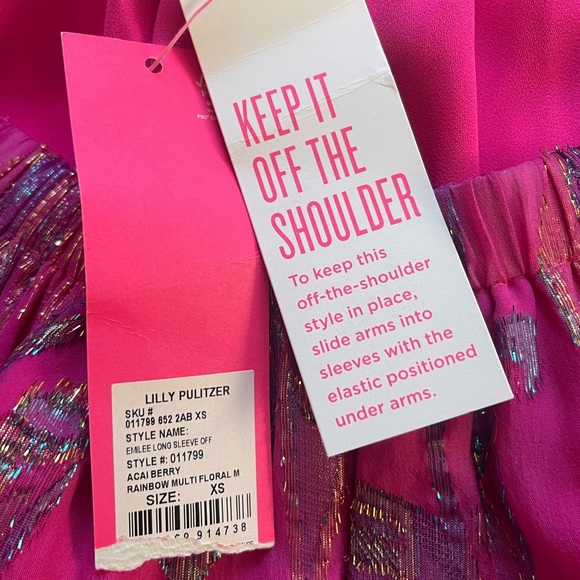 KEEP IT
OFF THE
SHOULDER
To keep this
off-the-shoulder
style in place,
slide arms into
sleeves with the
elastic positioned
under arms.
LILLY PULITZER
SKU #
011799 652 2AB XS
STYLE NAME:
EMILEE LONG SLEEVE OFF
STYLE #: 011799
ACAI BERRY
RAINBOW MULTI FLORAL M
SIZE: XS
914738